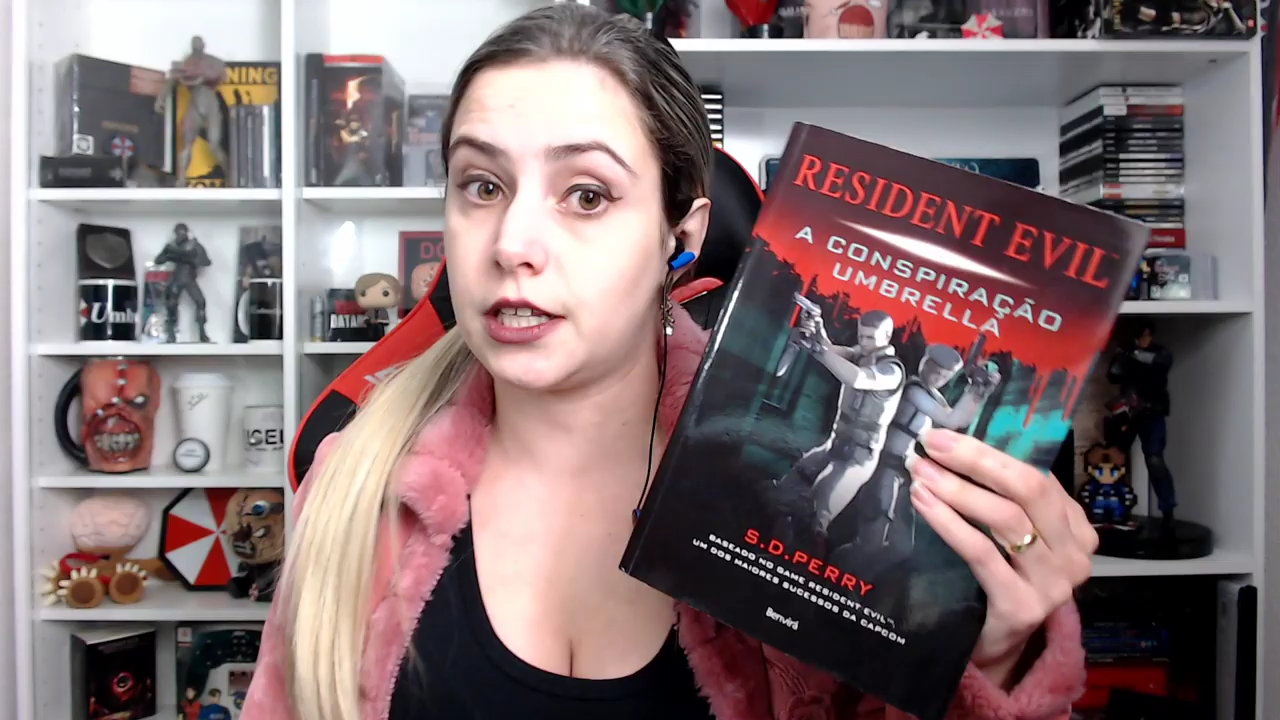 RESIDENT EVIL
A CONSPIRAÇÃO
UMBRELLA
S.D.PERRY
BASEADO NO GAME RESIDENT EVIL™,
UM DOS MAIORES SUCESSOS DA CAPCOM
Benvirá
NING
Umb
DO